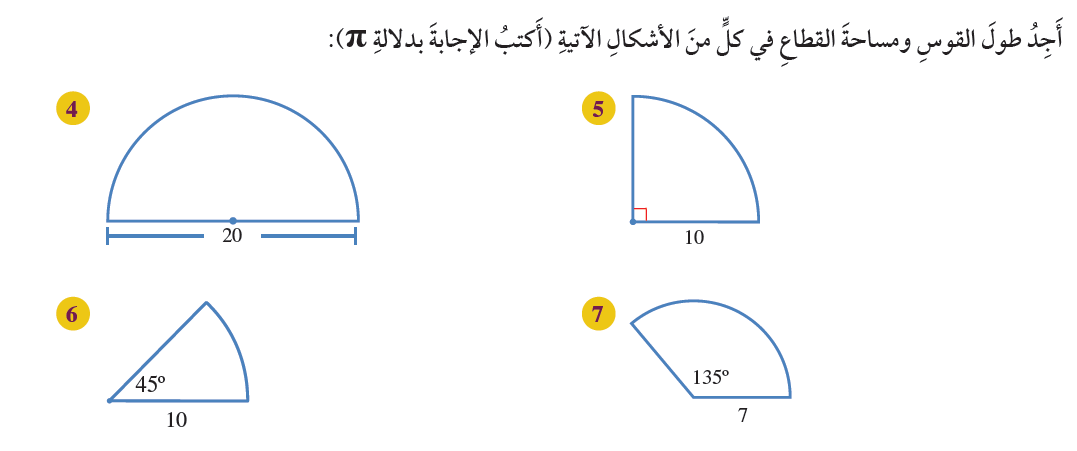 أَجِدُ طولَ القوسِ ومساحةَ القطاعِ في كلٍّ منَ الأشكالِ الآتيةِ (أَكتبُ الإجابةَ بدلالةِ π):
4
20
5
10
6
45º
10
7
135º
7